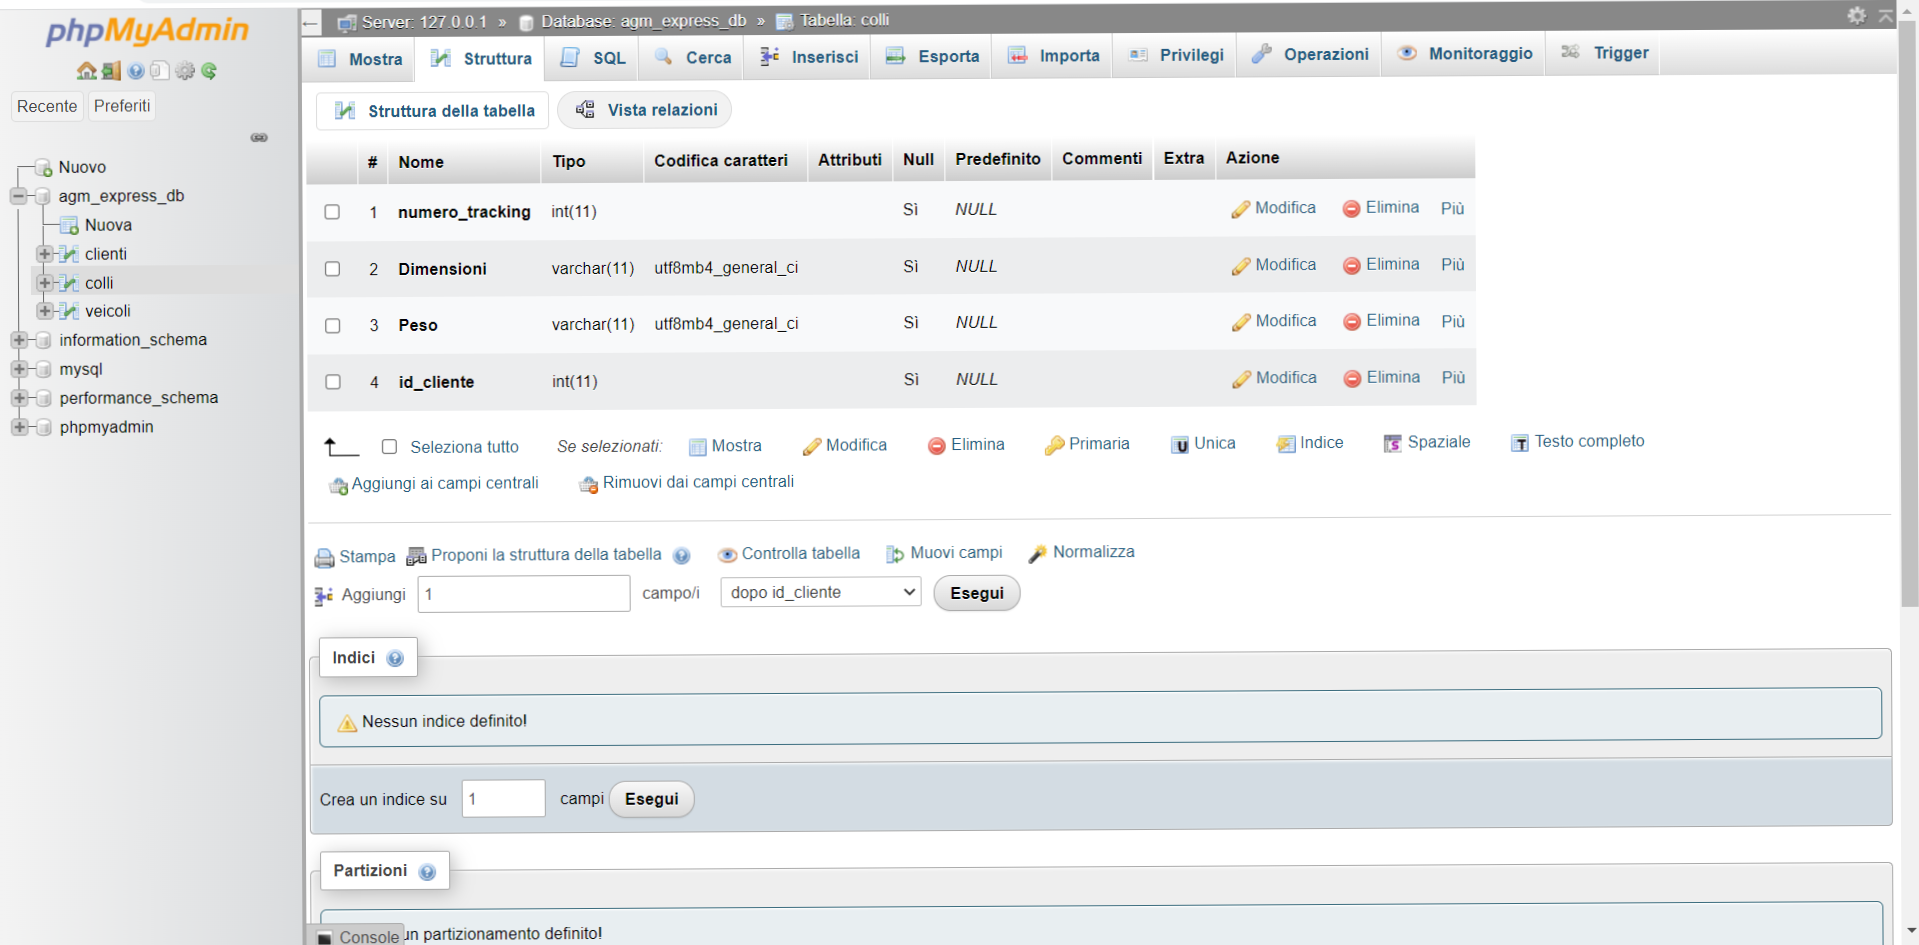 phpMyAdmin
Recente Preferiti
Nuovo
agm_express_db
Nuova
clienti
colli
veicoli
information_schema
mysql
performance_schema
phpmyadmin
Server: 127.0.0.1 » Database: agm_express_db » Tabella: colli
Mostra Struttura SQL Cerca Inserisci Esporta Importa Privilegi Operazioni Monitoraggio Trigger
Struttura della tabella Vista relazioni
# Nome Tipo Codifica caratteri Attributi Null Predefinito Commenti Extra Azione
1 numero_tracking int(11) Sì NULL Modifica Elimina Più
2 Dimensioni varchar(11) utf8mb4_general_ci Sì NULL Modifica Elimina Più
3 Peso varchar(11) utf8mb4_general_ci Sì NULL Modifica Elimina Più
4 id_cliente int(11) Sì NULL Modifica Elimina Più
Seleziona tutto Se selezionati: Mostra Modifica Elimina Primaria Unica Indice Spaziale Testo completo
Aggiungi ai campi centrali Rimuovi dai campi centrali
Stampa Proponi la struttura della tabella Controlla tabella Muovi campi Normalizza
Aggiungi 1 campo/i dopo id_cliente Esegui
Indici
Nessun indice definito!
Crea un indice su 1 campi Esegui
Partizioni
un partizionamento definito!
Console